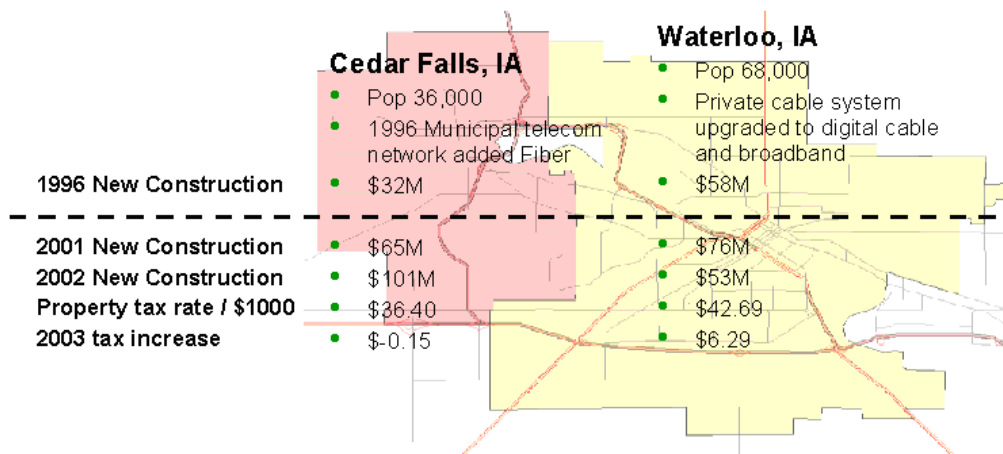 Cedar Falls, IA
Waterloo, IA
• Pop 36,000
• Pop 68,000
• 1996 Municipal telecom
network added Fiber
• Private cable system
upgraded to digital cable
and broadband
1996 New Construction • $32M • $58M
2001 New Construction • $65M • $76M
2002 New Construction • $101M • $53M
Property tax rate / $1000 • $36.40 • $42.69
2003 tax increase • $-0.15 • $6.29